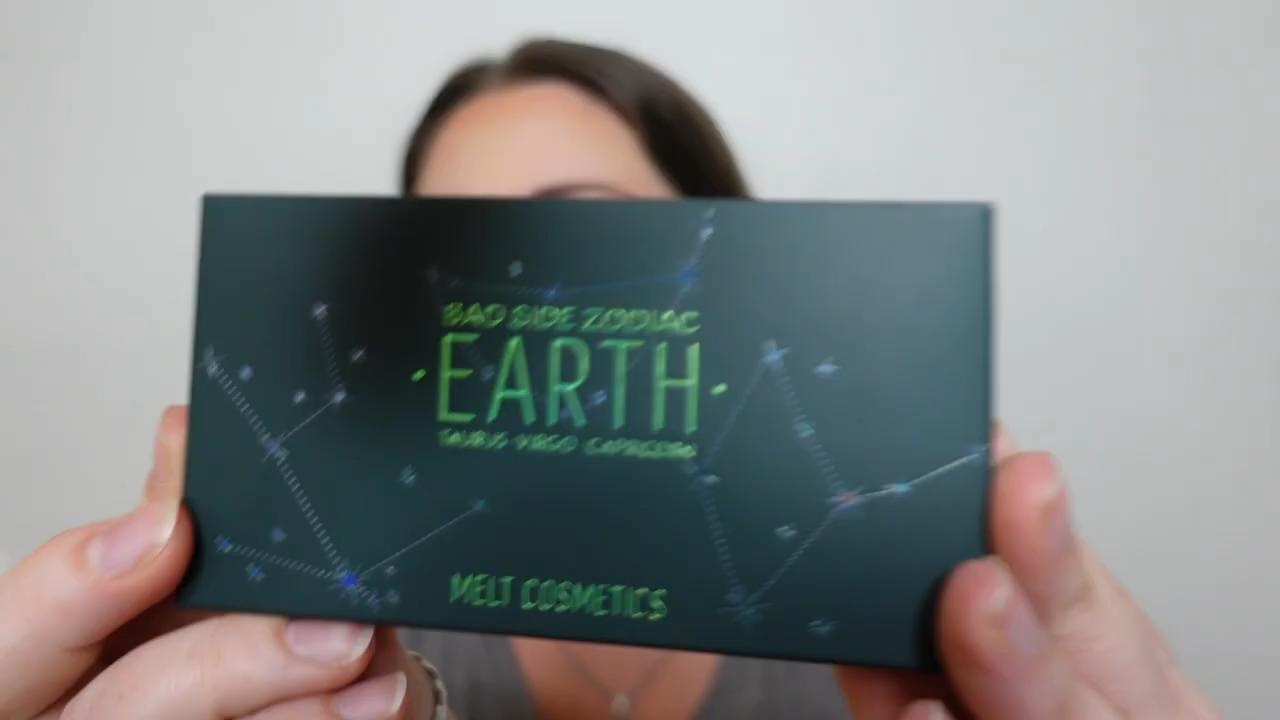 BAD SIDE ZODIAC
· EARTH ·
TAURUS VIRGO CAPRICORN
MELT COSMETICS